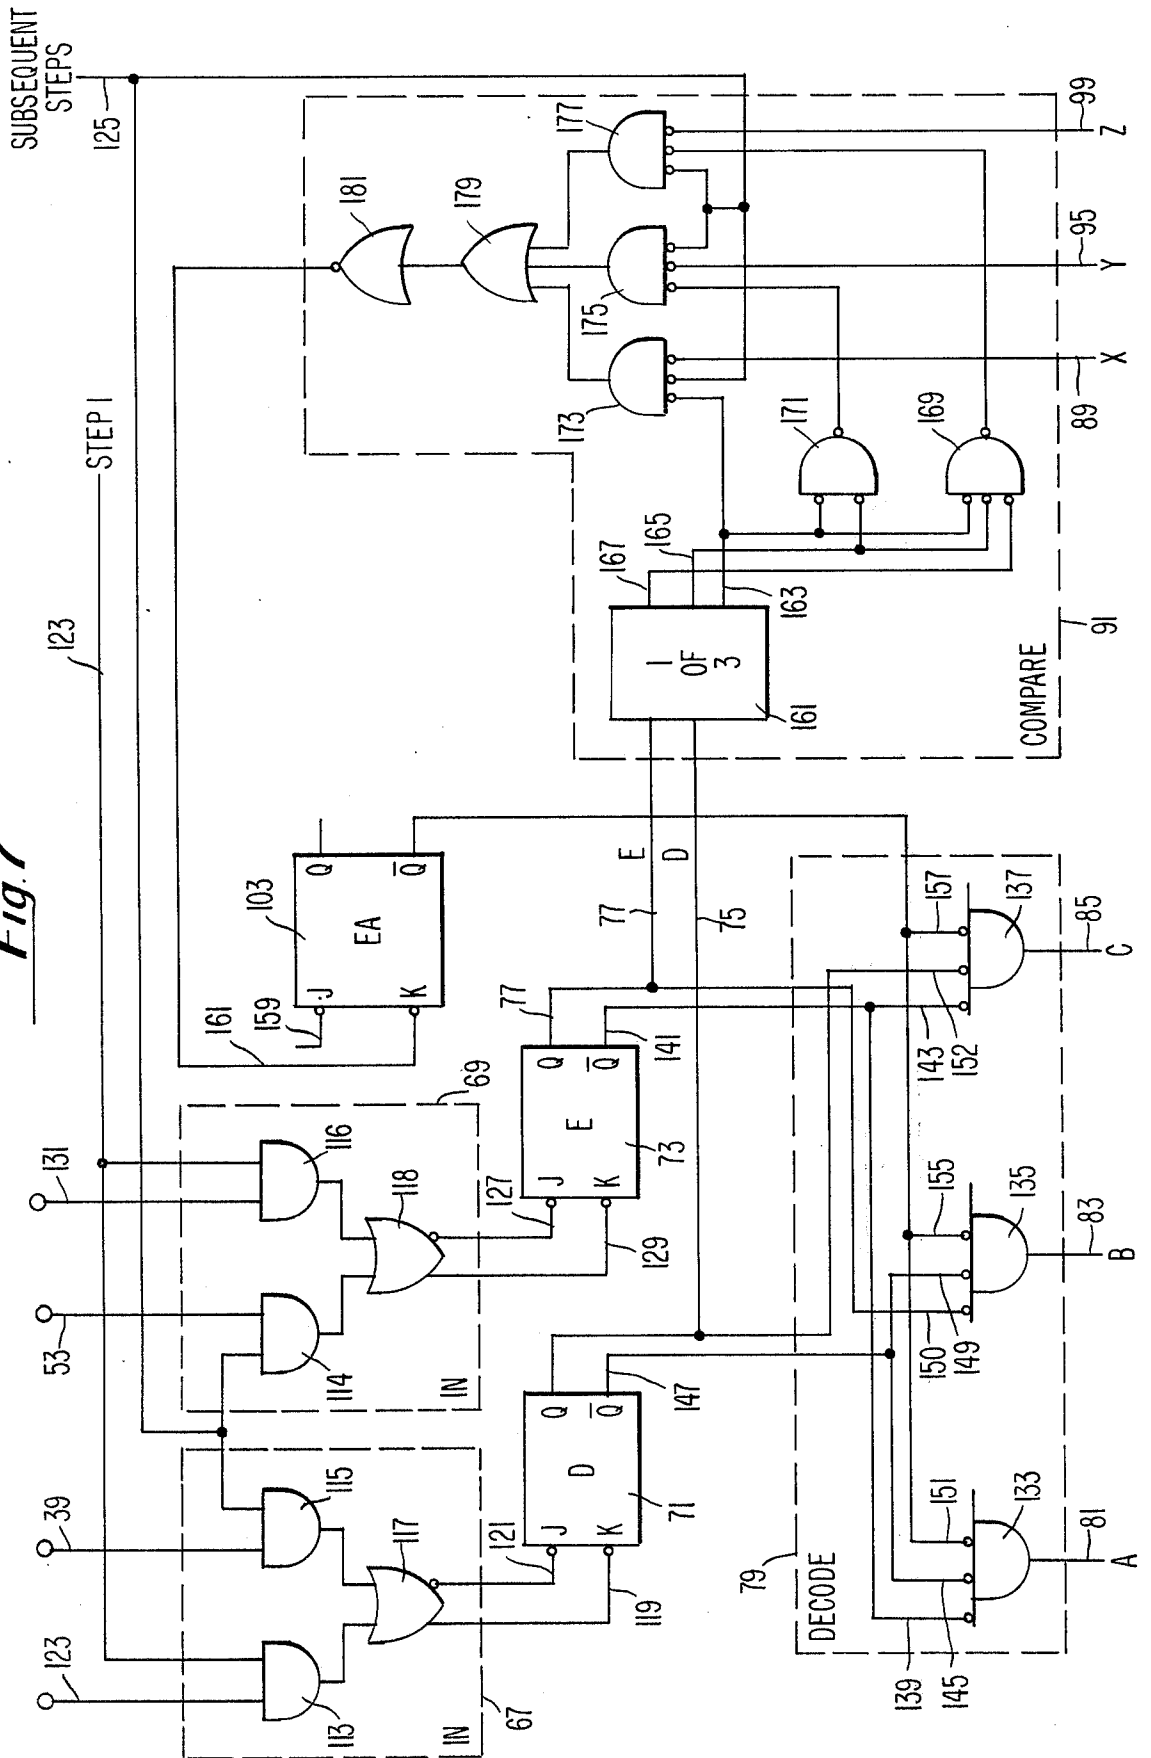 SUBSEQUENT
STEPS
125
STEP 1
123
Fig. 7
181
179
177
175
173
171
169
167
165
163
161
1
OF
3
COMPARE
91
X
89
Y
95
Z
99
103
EA
J
K
Q
Q̅
159
161
69
131
53
116
114
118
IN
127
129
E
J
K
Q
Q̅
73
77
141
77
E
D
75
123
39
113
115
117
IN
67
121
119
D
J
K
Q
Q̅
71
147
79
DECODE
139
145
151
133
81
A
150
149
155
135
83
B
143
152
157
137
85
C